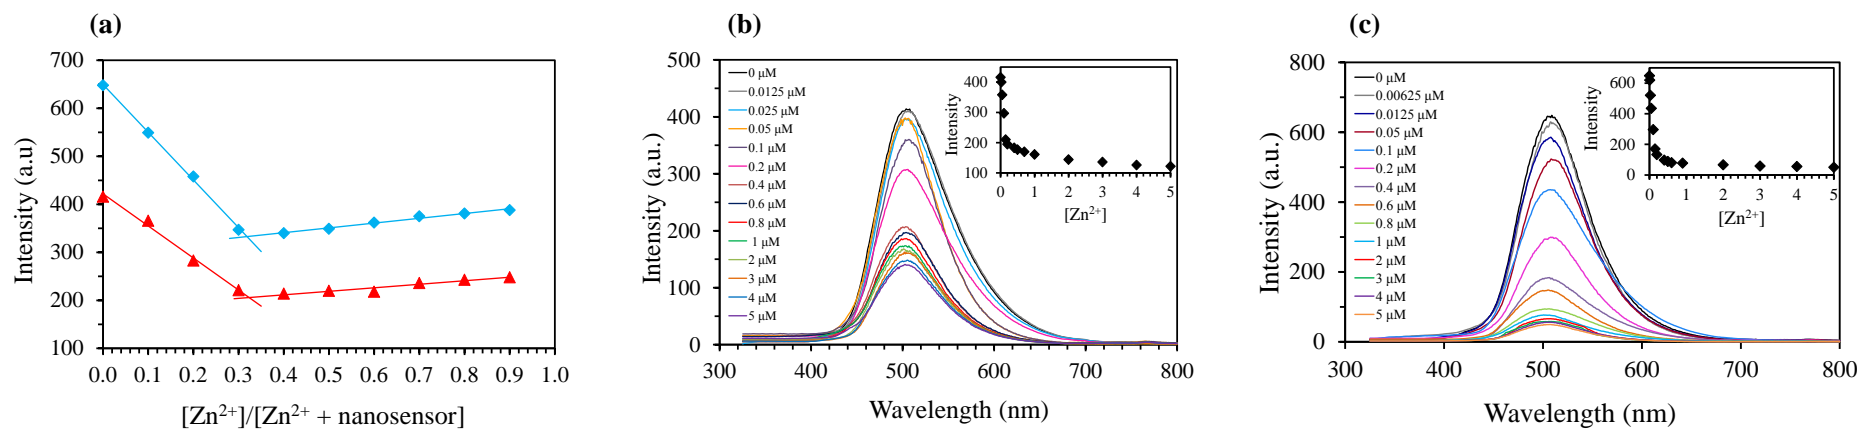 (a)
700
600
500
400
300
200
100
0.0 0.1 0.2 0.3 0.4 0.5 0.6 0.7 0.8 0.9 1.0
Intensity (a.u)
[Zn²⁺]/[Zn²⁺ + nanosensor]
(b)
500
400
300
200
100
0
300 400 500 600 700 800
Intensity (a.u.)
Wavelength (nm)
0 μM
0.0125 μM
0.025 μM
0.05 μM
0.1 μM
0.2 μM
0.4 μM
0.6 μM
0.8 μM
1 μM
2 μM
3 μM
4 μM
5 μM
400
300
200
100
0 1 2 3 4 5
Intensity
[Zn²⁺]
(c)
800
600
400
200
0
300 400 500 600 700 800
Intensity (a.u.)
Wavelength (nm)
0 μM
0.00625 μM
0.0125 μM
0.05 μM
0.1 μM
0.2 μM
0.4 μM
0.6 μM
0.8 μM
1 μM
2 μM
3 μM
4 μM
5 μM
600
400
200
0
0 1 2 3 4 5
Intensity
[Zn²⁺]